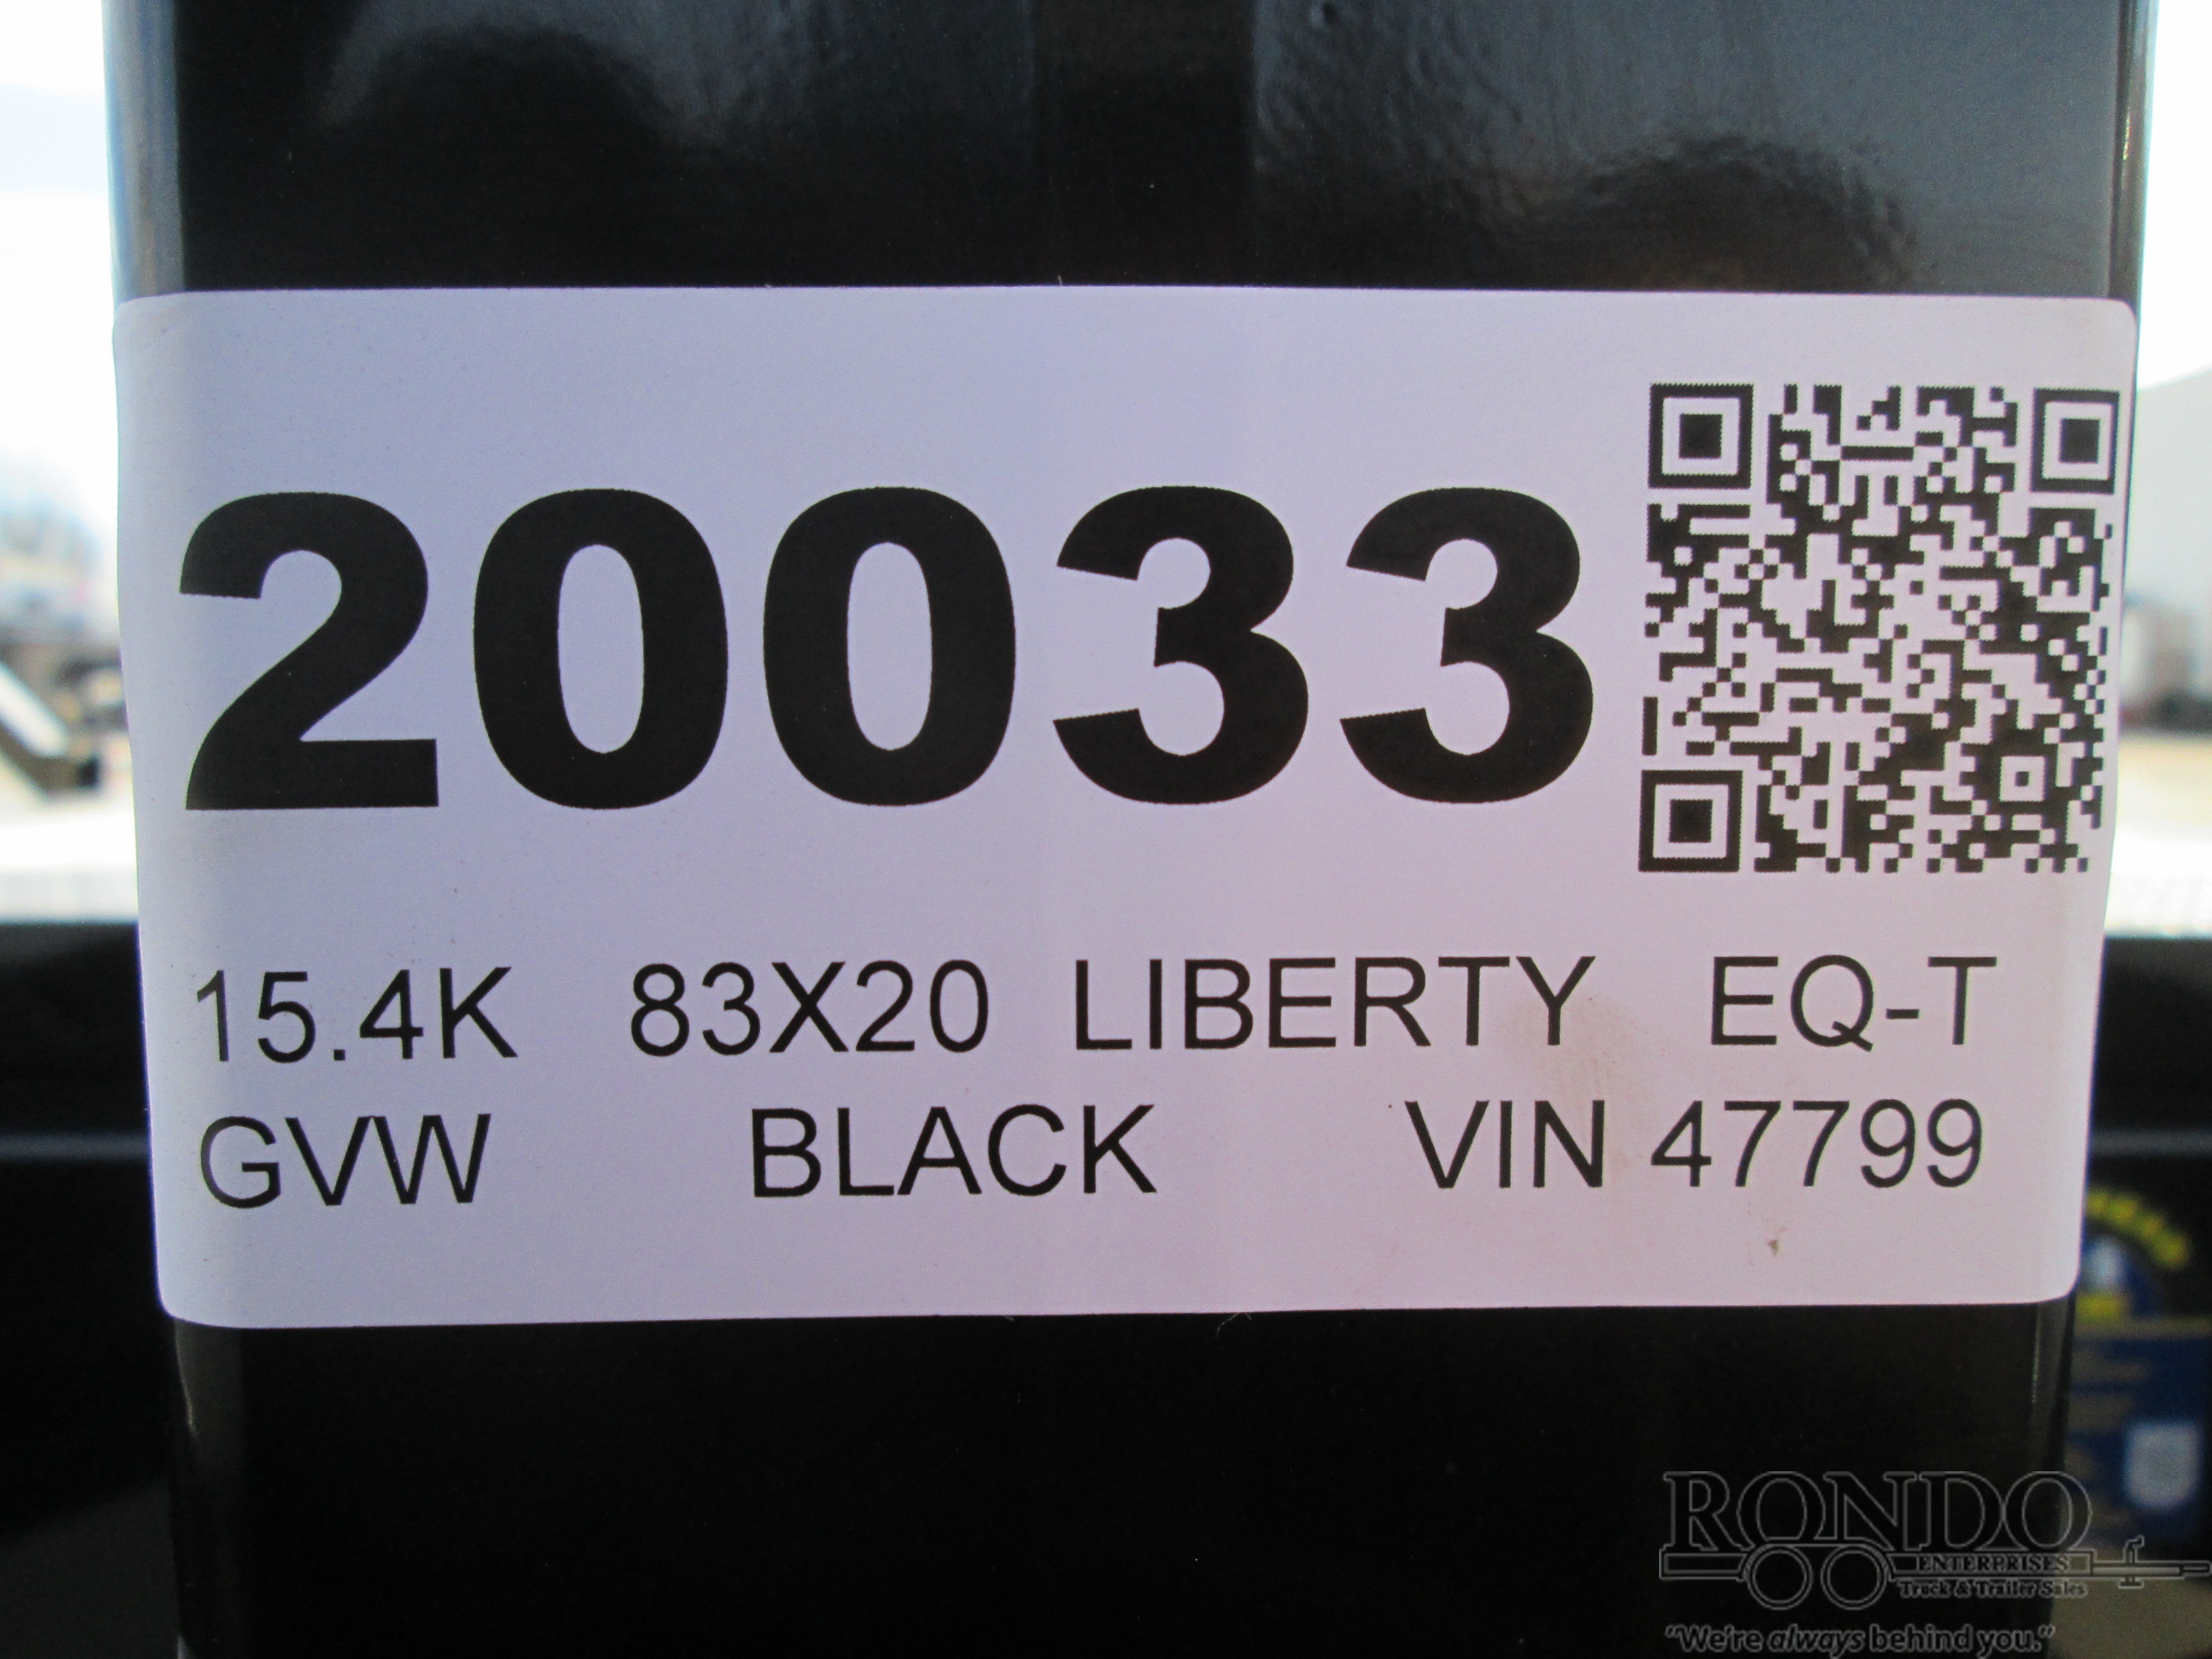 20033
15.4K 83X20 LIBERTY EQ-T
GVW BLACK VIN 47799
RONDO
ENTERPRISES
Truck & Trailer Sales
"We're always behind you."